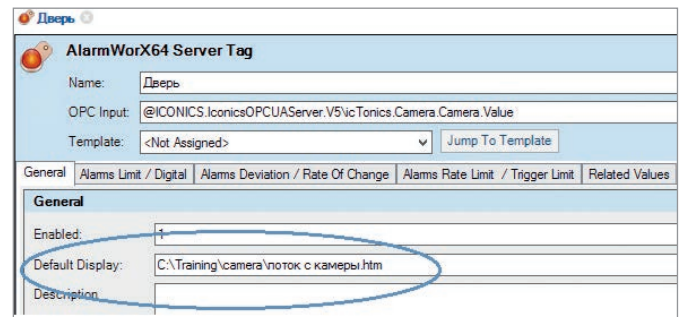 Дверь
AlarmWorX64 Server Tag
Name: Дверь
OPC Input: @ICONICS.IconicsOPCUAServer.V5\icTonics.Camera.Camera.Value
Template: <Not Assigned> Jump To Template
General Alarms Limit / Digital Alarms Deviation / Rate Of Change Alarms Rate Limit / Trigger Limit Related Values
General
Enabled: 1
Default Display: C:\Training\camera\поток с камеры.htm
Description